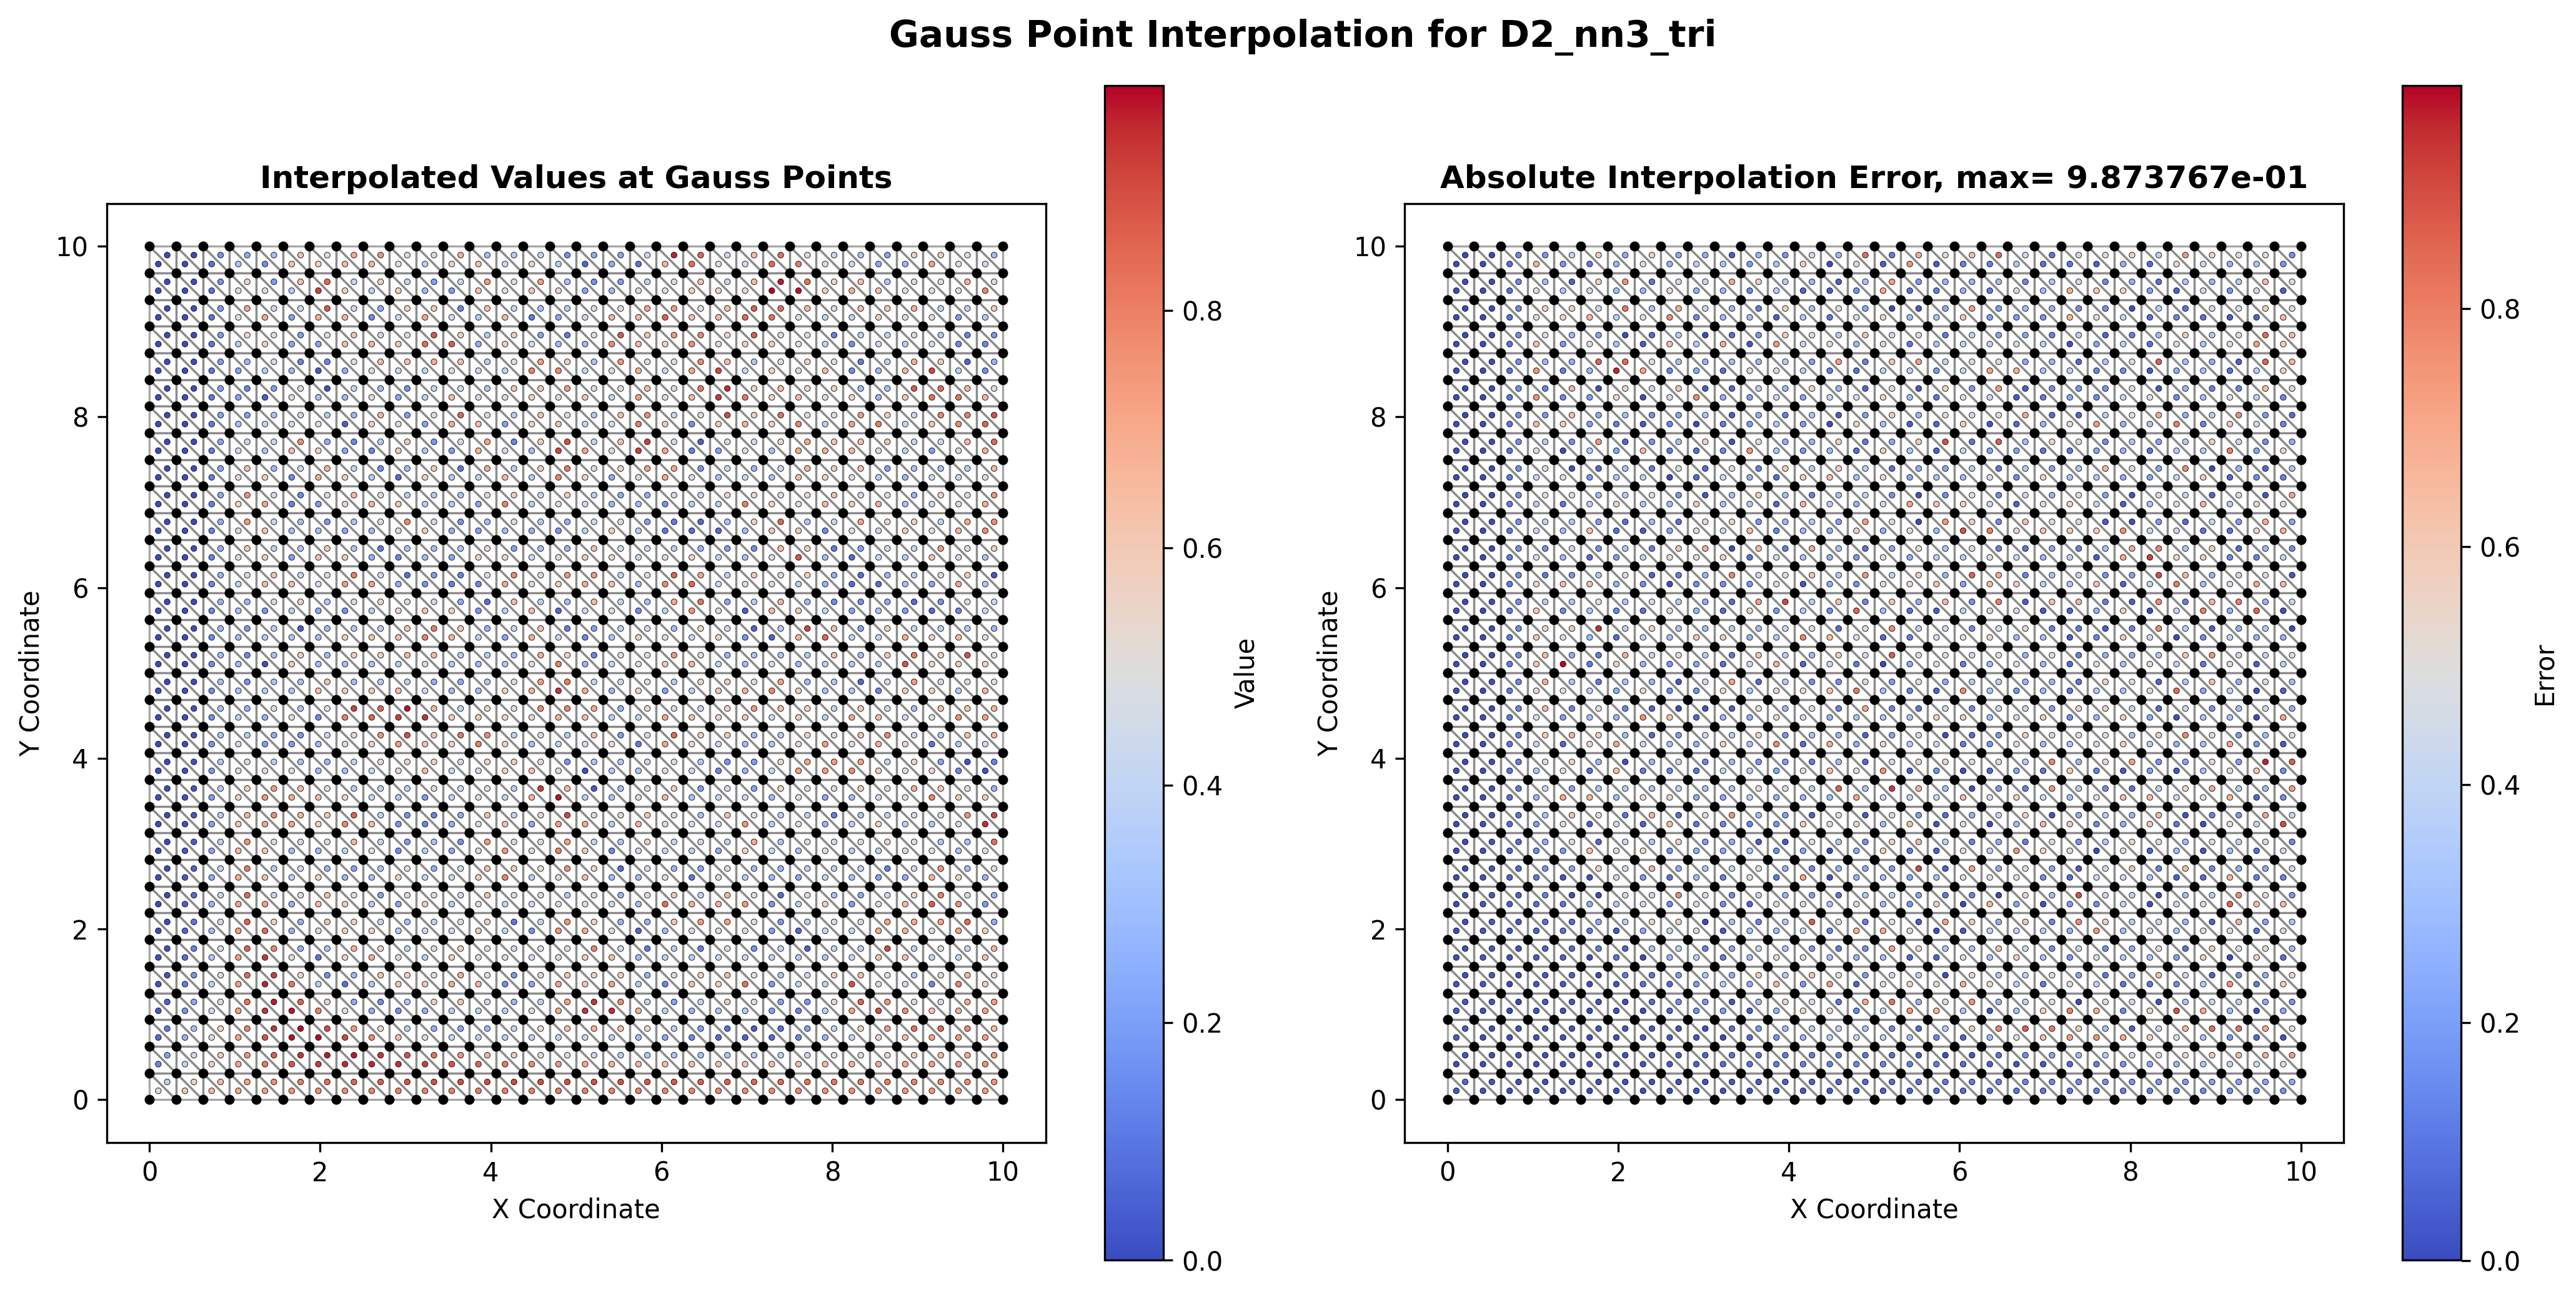 Gauss Point Interpolation for D2_nn3_tri
Interpolated Values at Gauss Points
10
8
6
4
2
0
Y Coordinate
0 2 4 6 8 10
X Coordinate
0.8
0.6
0.4
0.2
0.0
Value
Absolute Interpolation Error, max= 9.873767e-01
10
8
6
4
2
0
Y Coordinate
0 2 4 6 8 10
X Coordinate
0.8
0.6
0.4
0.2
0.0
Error